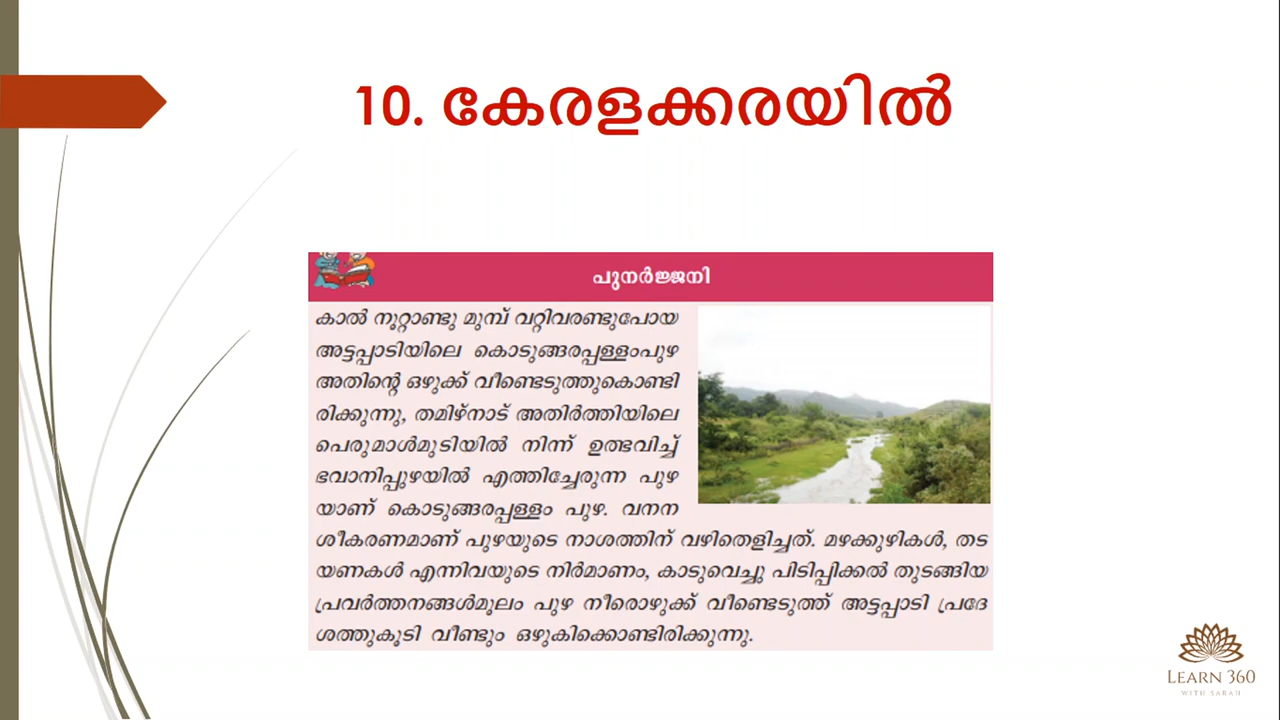 10. കേരളക്കരയിൽ
പുനർജ്ജനി
കാൽ നൂറ്റാണ്ടു മുമ്പ് വറ്റിവരണ്ടുപോയ
അട്ടപ്പാടിയിലെ കൊടുങ്ങരപ്പള്ളംപുഴ
അതിന്റെ ഒഴുക്ക് വീണ്ടെടുത്തുകൊണ്ടി
രിക്കുന്നു, തമിഴ്നാട് അതിർത്തിയിലെ
പെരുമാൾമുടിയിൽ നിന്ന് ഉത്ഭവിച്ച്
ഭവാനിപ്പുഴയിൽ എത്തിച്ചേരുന്ന പുഴ
യാണ് കൊടുങ്ങരപ്പള്ളം പുഴ. വനന
ശീകരണമാണ് പുഴയുടെ നാശത്തിന് വഴിതെളിച്ചത്. മഴക്കുഴികൾ, തട
യണകൾ എന്നിവയുടെ നിർമാണം, കാടുവെച്ചു പിടിപ്പിക്കൽ തുടങ്ങിയ
പ്രവർത്തനങ്ങൾമൂലം പുഴ നീരൊഴുക്ക് വീണ്ടെടുത്ത് അട്ടപ്പാടി പ്രദേ
ശത്തുകൂടി വീണ്ടും ഒഴുകിക്കൊണ്ടിരിക്കുന്നു.
LEARN 360
WITH SARAH